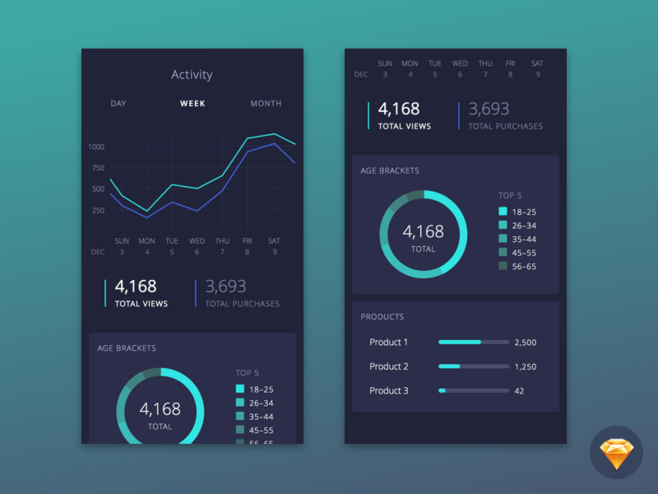 Activity
DAY WEEK MONTH
1000
750
500
250
SUN MON TUE WED THU FRI SAT
DEC 3 4 5 6 7 8 9
4,168 3,693
TOTAL VIEWS TOTAL PURCHASES
AGE BRACKETS
TOP 5
18–25
26–34
35–44
45–55
56–65
4,168
TOTAL
SUN MON TUE WED THU FRI SAT
DEC 3 4 5 6 7 8 9
4,168 3,693
TOTAL VIEWS TOTAL PURCHASES
AGE BRACKETS
TOP 5
18–25
26–34
35–44
45–55
56–65
4,168
TOTAL
PRODUCTS
Product 1 2,500
Product 2 1,250
Product 3 42